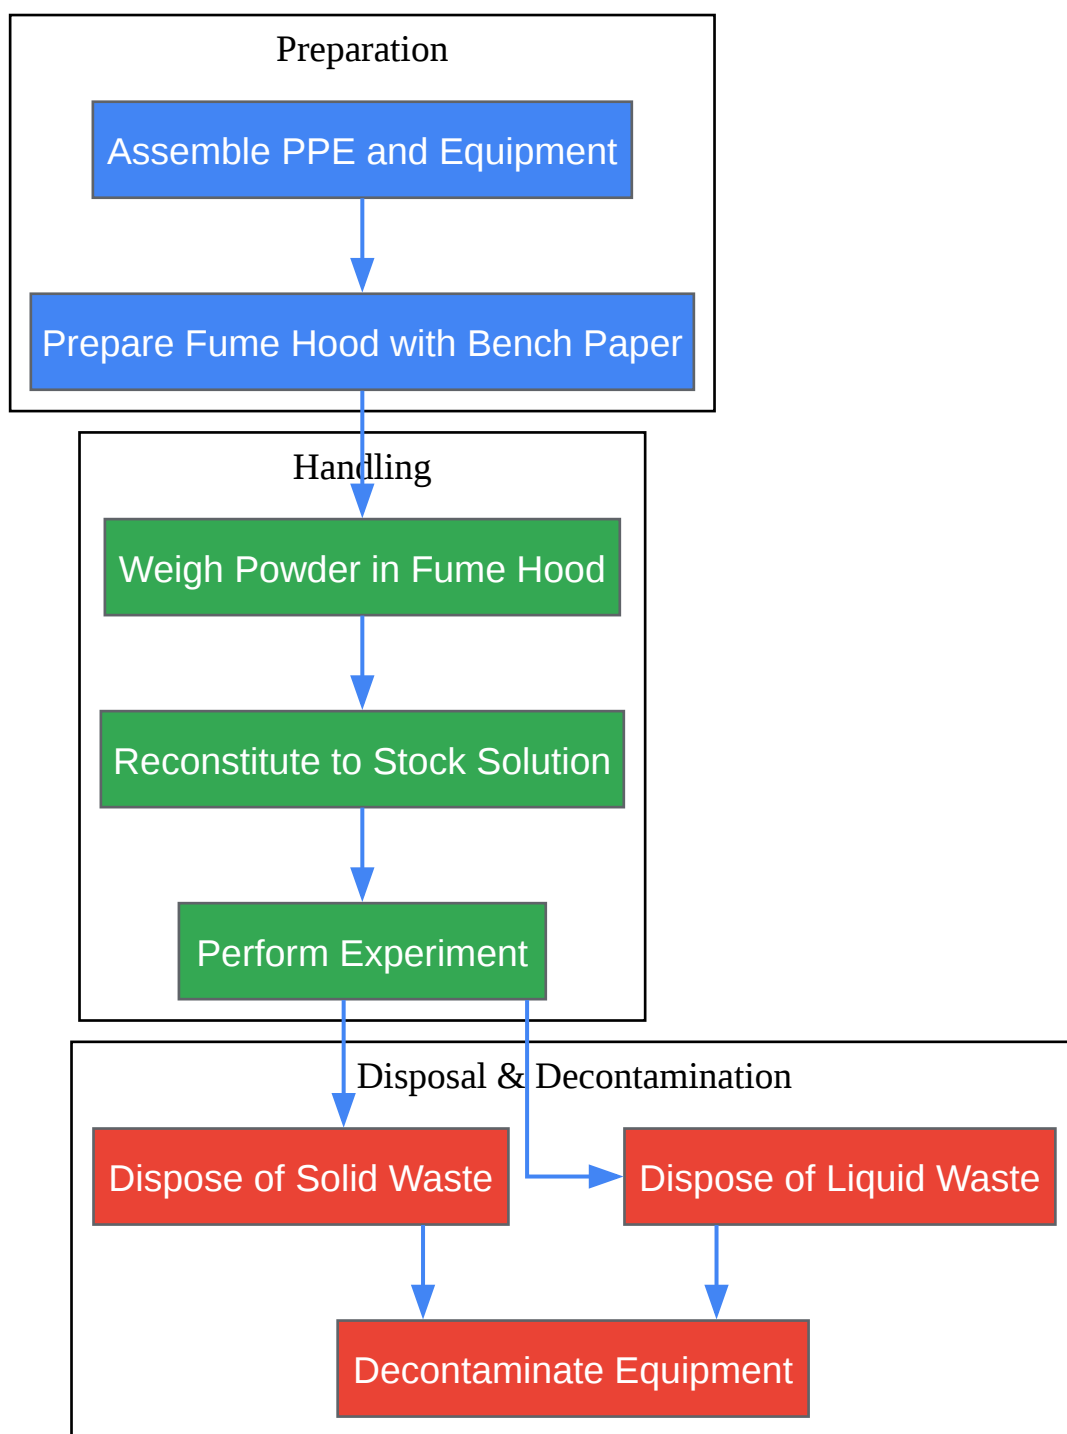 Preparation
Assemble PPE and Equipment
Prepare Fume Hood with Bench Paper
Handling
Weigh Powder in Fume Hood
Reconstitute to Stock Solution
Perform Experiment
Disposal & Decontamination
Dispose of Solid Waste
Dispose of Liquid Waste
Decontaminate Equipment